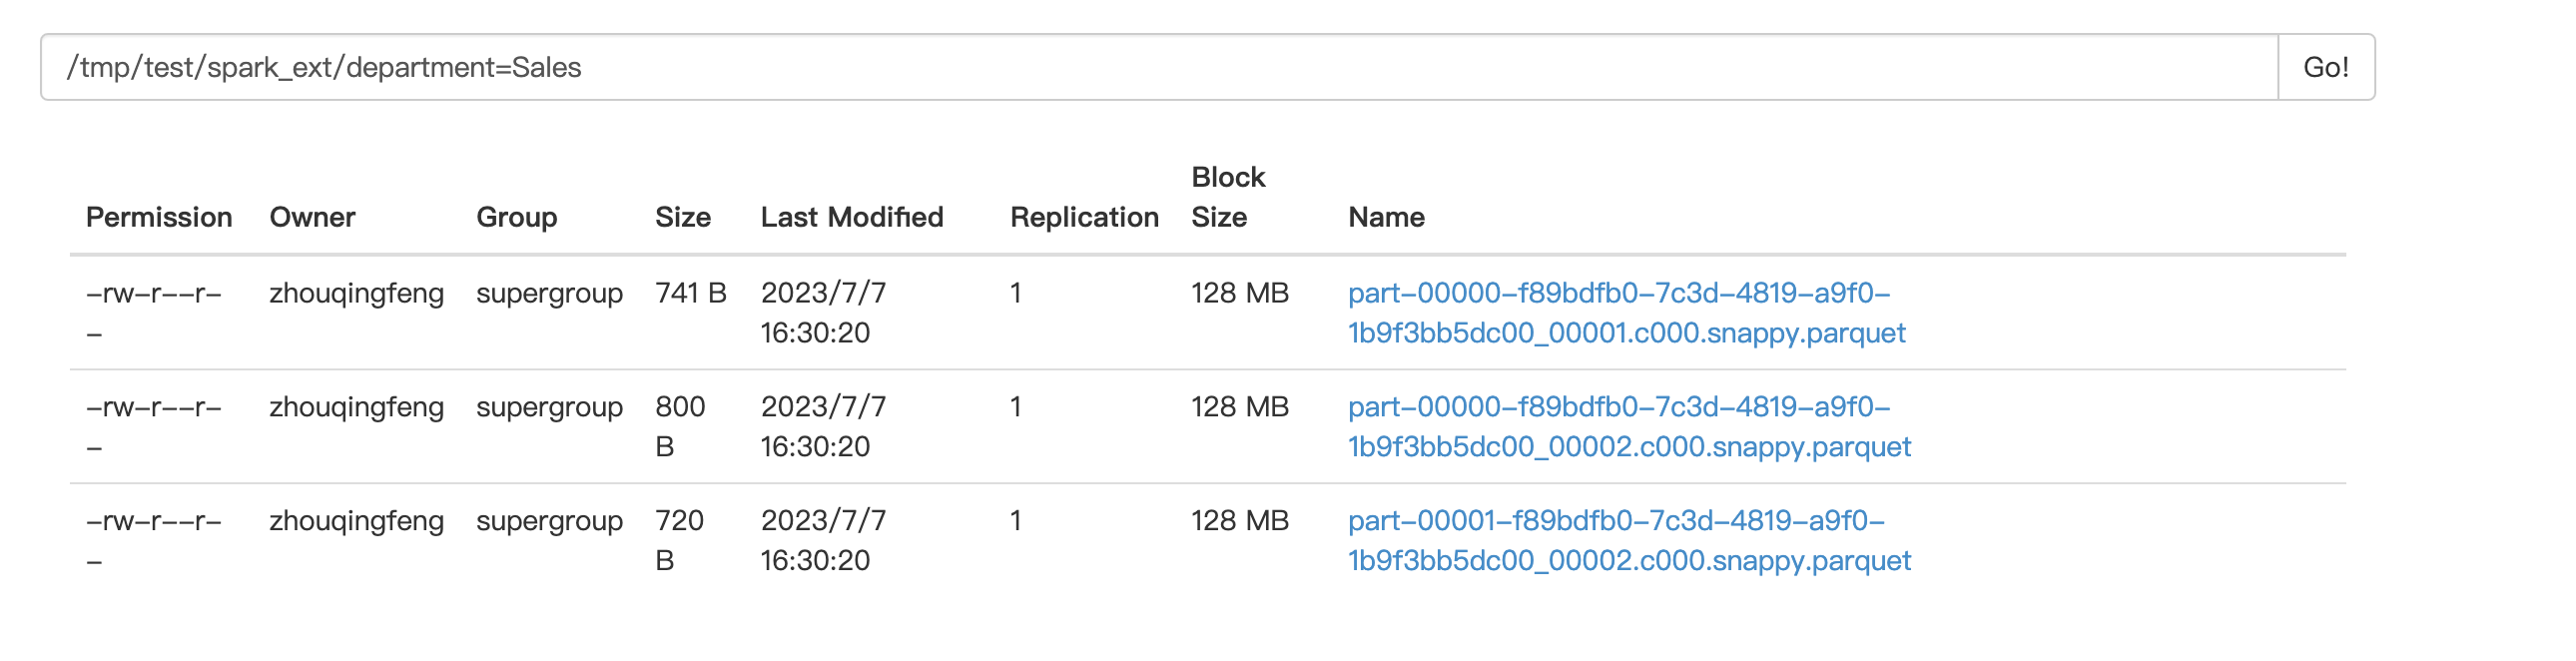 /tmp/test/spark_ext/department=Sales Go!
Permission Owner Group Size Last Modified Replication Block Size Name
-rw-r--r-- zhouqingfeng supergroup 741 B 2023/7/7 16:30:20 1 128 MB part-00000-f89bdfb0-7c3d-4819-a9f0-1b9f3bb5dc00_00001.c000.snappy.parquet
-rw-r--r-- zhouqingfeng supergroup 800 B 2023/7/7 16:30:20 1 128 MB part-00000-f89bdfb0-7c3d-4819-a9f0-1b9f3bb5dc00_00002.c000.snappy.parquet
-rw-r--r-- zhouqingfeng supergroup 720 B 2023/7/7 16:30:20 1 128 MB part-00001-f89bdfb0-7c3d-4819-a9f0-1b9f3bb5dc00_00002.c000.snappy.parquet